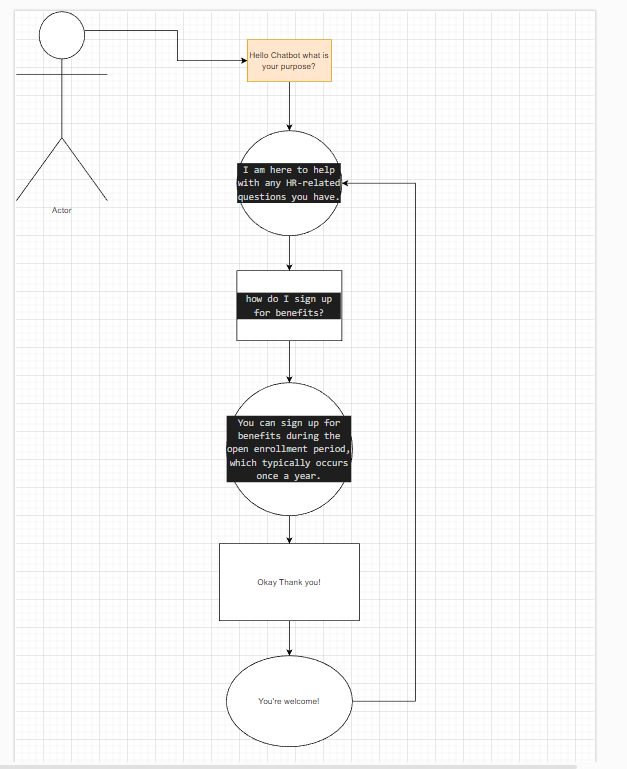 Hello Chatbot what is
your purpose?
I am here to help
with any HR-related
questions you have.
Actor
how do I sign up
for benefits?
You can sign up for
benefits during the
open enrollment period,
which typically occurs
once a year.
Okay Thank you!
You're welcome!